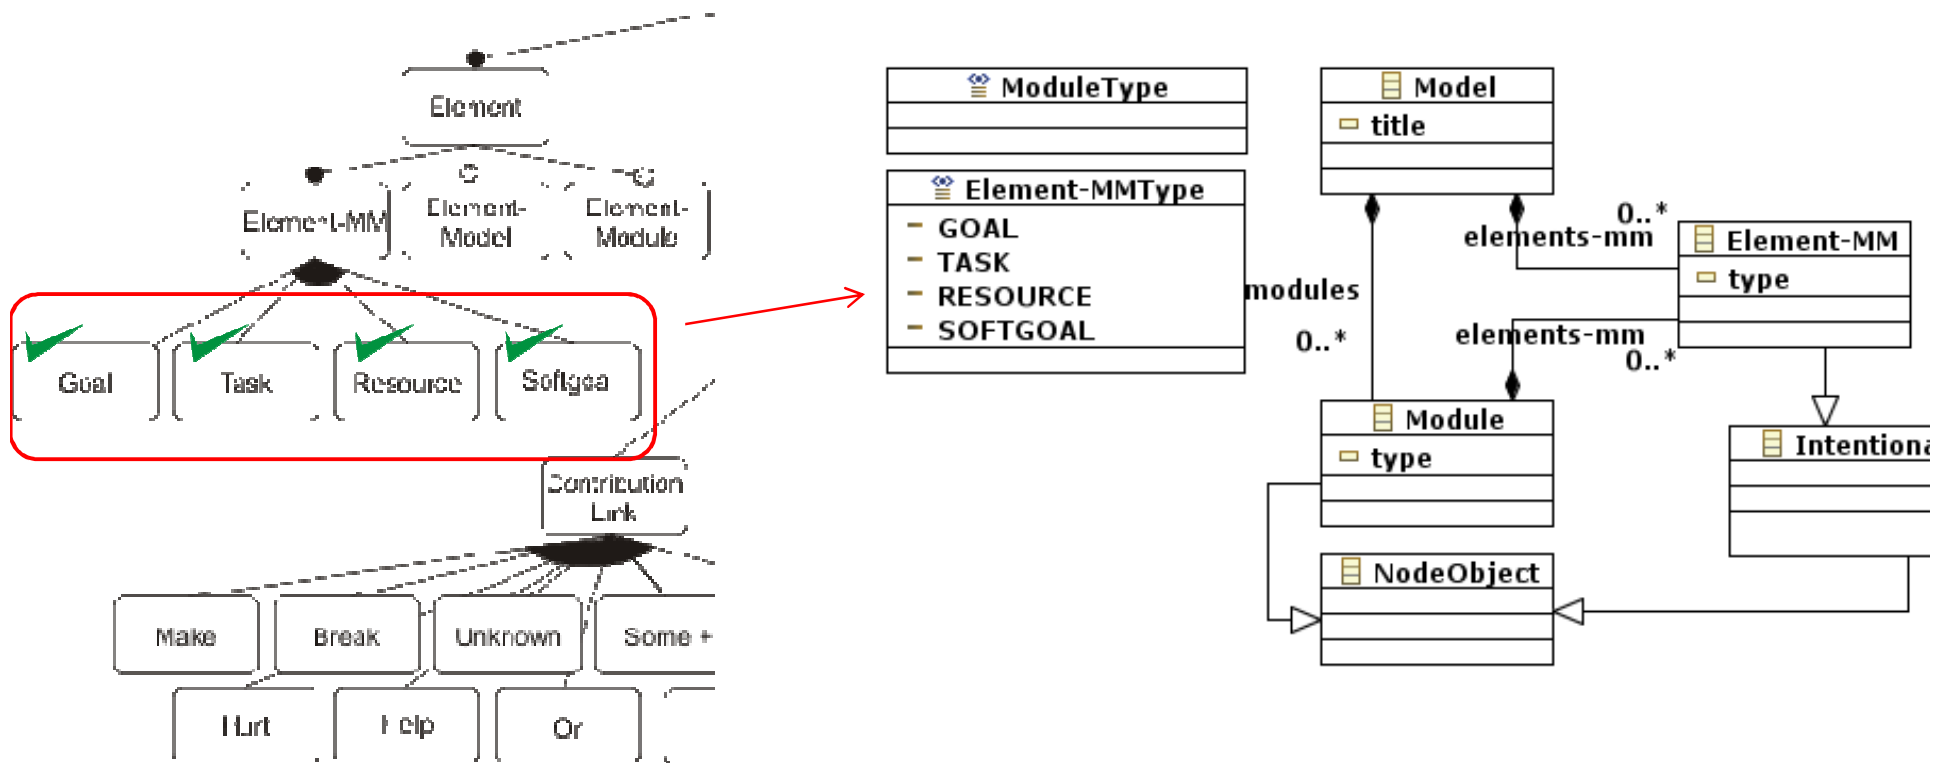 Element
Element-MM
Element-
Model
Element-
Module
Goal
Task
Resource
Softgoa
Contribution
Link
Make
Break
Unknown
Some +
Hurt
Help
Or
ModuleType
Element-MMType
GOAL
TASK
RESOURCE
SOFTGOAL
Model
title
modules
0..*
elements-mm
0..*
Element-MM
type
elements-mm
0..*
Module
type
Intentiona
NodeObject